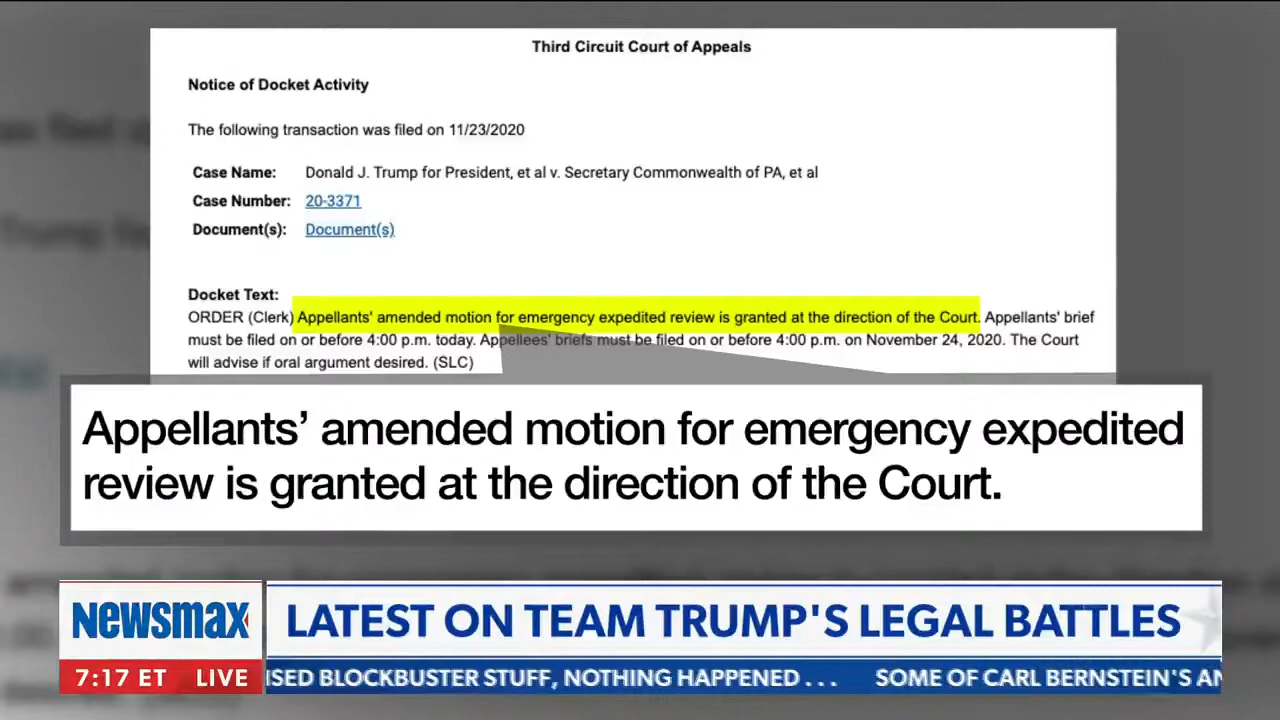 Third Circuit Court of Appeals
Notice of Docket Activity
The following transaction was filed on 11/23/2020
Case Name: Donald J. Trump for President, et al v. Secretary Commonwealth of PA, et al
Case Number: 20-3371
Document(s): Document(s)
Docket Text:
ORDER (Clerk) Appellants' amended motion for emergency expedited review is granted at the direction of the Court. Appellants' brief
must be filed on or before 4:00 p.m. today. Appellees' briefs must be filed on or before 4:00 p.m. on November 24, 2020. The Court
will advise if oral argument desired. (SLC)
Appellants’ amended motion for emergency expedited
review is granted at the direction of the Court.
NEWSMAX
LATEST ON TEAM TRUMP'S LEGAL BATTLES
7:17 ET LIVE
ISED BLOCKBUSTER STUFF, NOTHING HAPPENED . . . SOME OF CARL BERNSTEIN'S AN